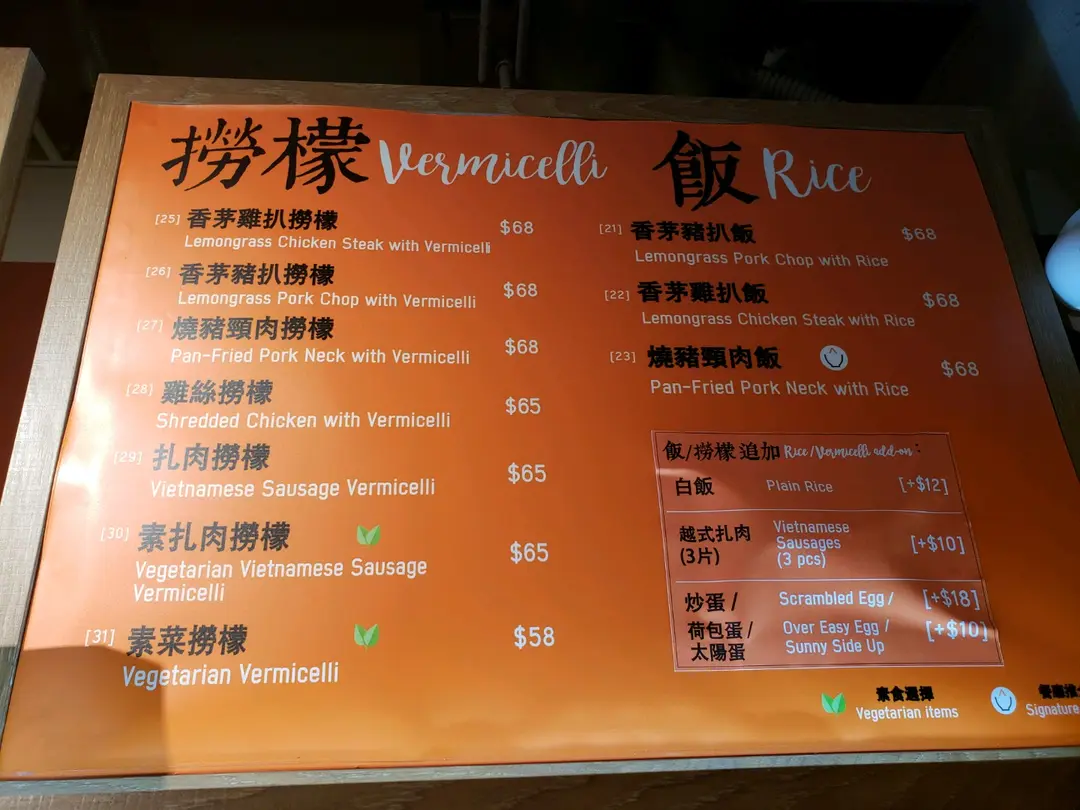 撈檬 Vermicelli
[25] 香茅雞扒撈檬 $68
Lemongrass Chicken Steak with Vermicelli
[26] 香茅豬扒撈檬 $68
Lemongrass Pork Chop with Vermicelli
[27] 燒豬頸肉撈檬 $68
Pan-Fried Pork Neck with Vermicelli
[28] 雞絲撈檬 $65
Shredded Chicken with Vermicelli
[29] 扎肉撈檬 $65
Vietnamese Sausage Vermicelli
[30] 素扎肉撈檬 $65
Vegetarian Vietnamese Sausage
Vermicelli
[31] 素菜撈檬 $58
Vegetarian Vermicelli
飯 Rice
[21] 香茅豬扒飯 $68
Lemongrass Pork Chop with Rice
[22] 香茅雞扒飯 $68
Lemongrass Chicken Steak with Rice
[23] 燒豬頸肉飯 $68
Pan-Fried Pork Neck with Rice
飯/撈檬 追加 Rice/Vermicelli add-on:
白飯 Plain Rice [+$12]
越式扎肉 Vietnamese
Sausages [+$10]
(3片) (3 pcs)
炒蛋 / Scrambled Egg / [+$18]
荷包蛋 / Over Easy Egg / [+$10]
太陽蛋 Sunny Side Up
素食選擇
Vegetarian items
餐廳推
Signature